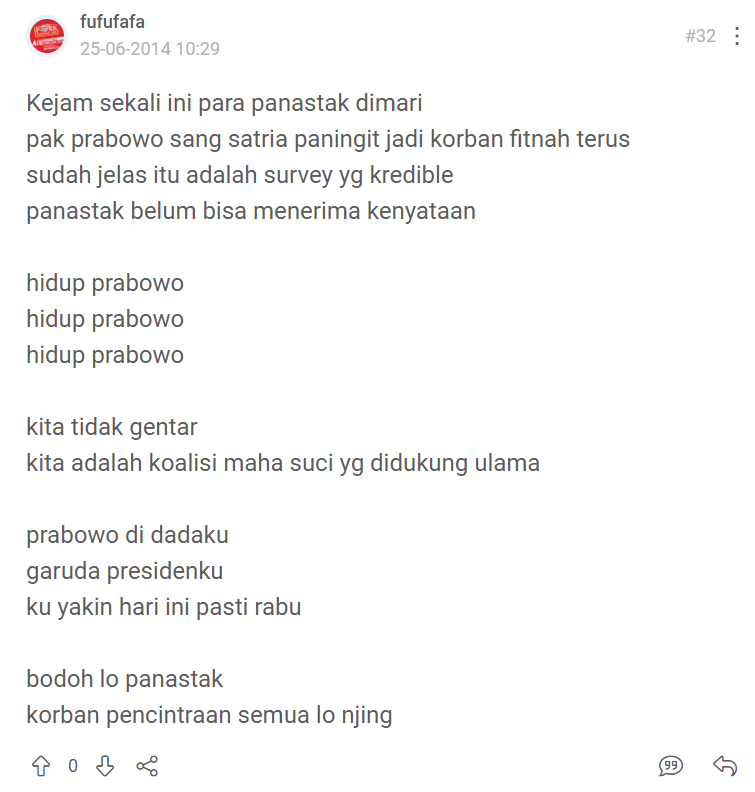 fufufafa
25-06-2014 10:29
#32
Kejam sekali ini para panastak dimari
pak prabowo sang satria paningit jadi korban fitnah terus
sudah jelas itu adalah survey yg kredible
panastak belum bisa menerima kenyataan
hidup prabowo
hidup prabowo
hidup prabowo
kita tidak gentar
kita adalah koalisi maha suci yg didukung ulama
prabowo di dadaku
garuda presidenku
ku yakin hari ini pasti rabu
bodoh lo panastak
korban pencintraan semua lo njing
0